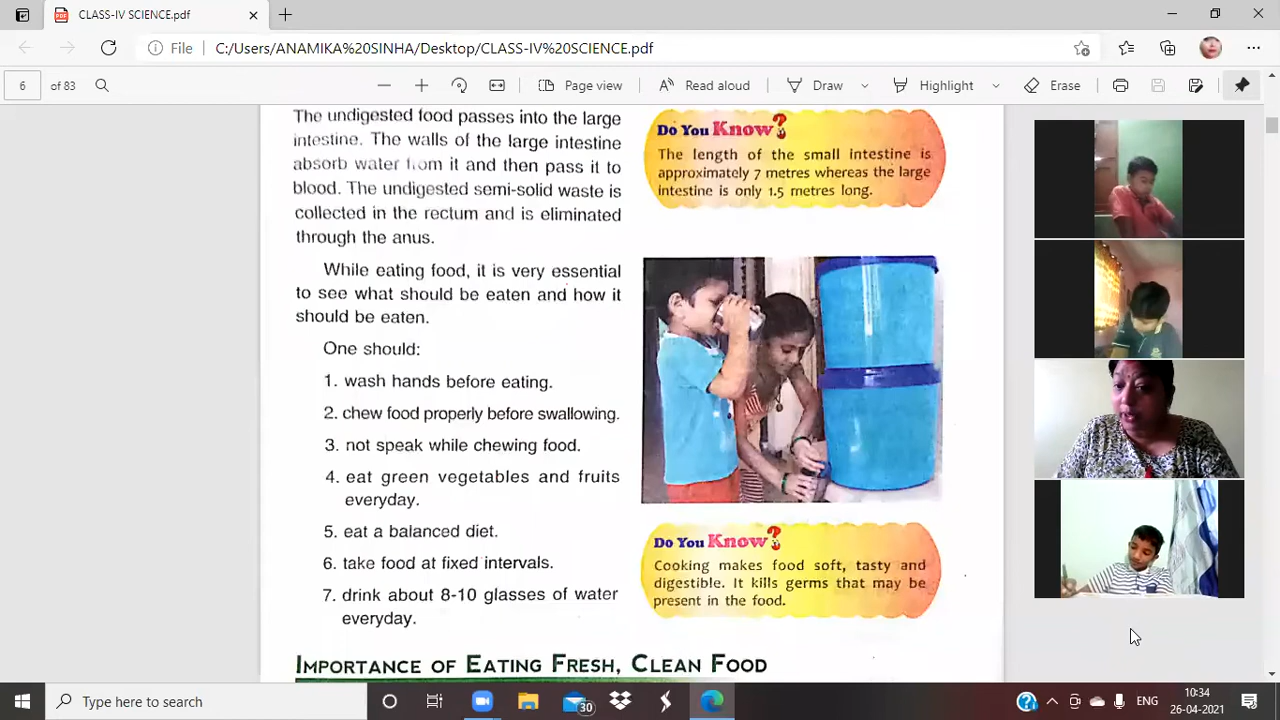 CLASS-IV SCIENCE.pdf
File
C:/Users/ANAMIKA%20SINHA/Desktop/CLASS-IV%20SCIENCE.pdf
6 of 83
Page view
Read aloud
Draw
Highlight
Erase
The undigested food passes into the large
intestine. The walls of the large intestine
absorb water from it and then pass it to
blood. The undigested semi-solid waste is
collected in the rectum and is eliminated
through the anus.
While eating food, it is very essential
to see what should be eaten and how it
should be eaten.
One should:
1. wash hands before eating.
2. chew food properly before swallowing.
3. not speak while chewing food.
4. eat green vegetables and fruits
everyday.
5. eat a balanced diet.
6. take food at fixed intervals.
7. drink about 8-10 glasses of water
everyday.
Do You Know?
The length of the small intestine is
approximately 7 metres whereas the large
intestine is only 1.5 metres long.
Do You Know?
Cooking makes food soft, tasty and
digestible. It kills germs that may be
present in the food.
IMPORTANCE OF EATING FRESH, CLEAN FOOD
Type here to search
30
ENG
10:34
26-04-2021